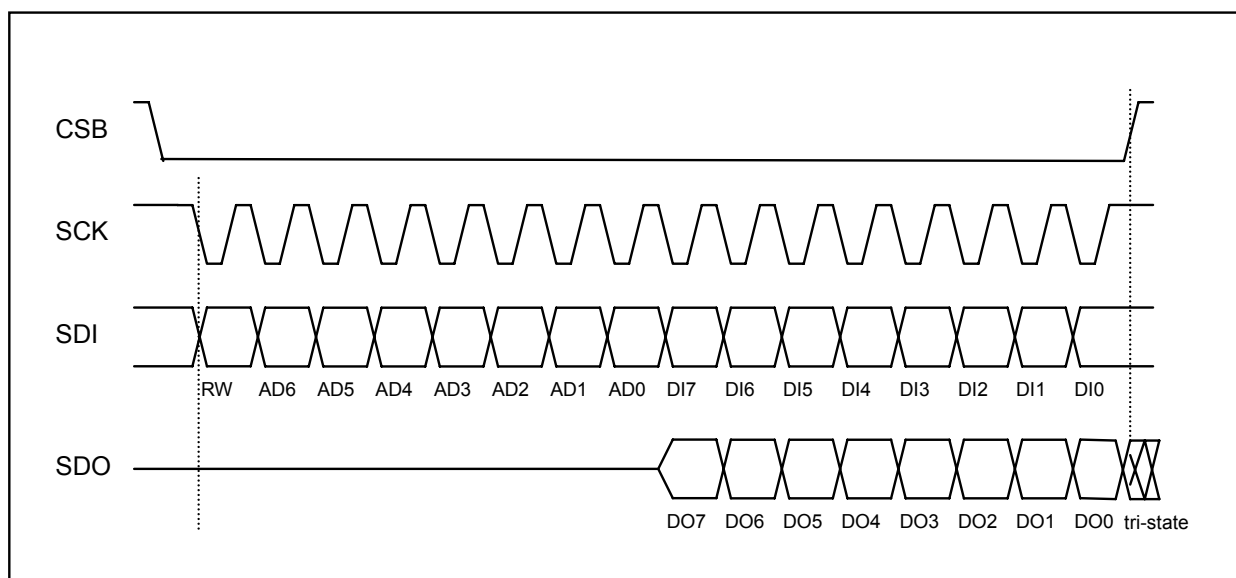 CSB
SCK
SDI
RW AD6 AD5 AD4 AD3 AD2 AD1 AD0 DI7 DI6 DI5 DI4 DI3 DI2 DI1 DI0
SDO
DO7 DO6 DO5 DO4 DO3 DO2 DO1 DO0 tri-state